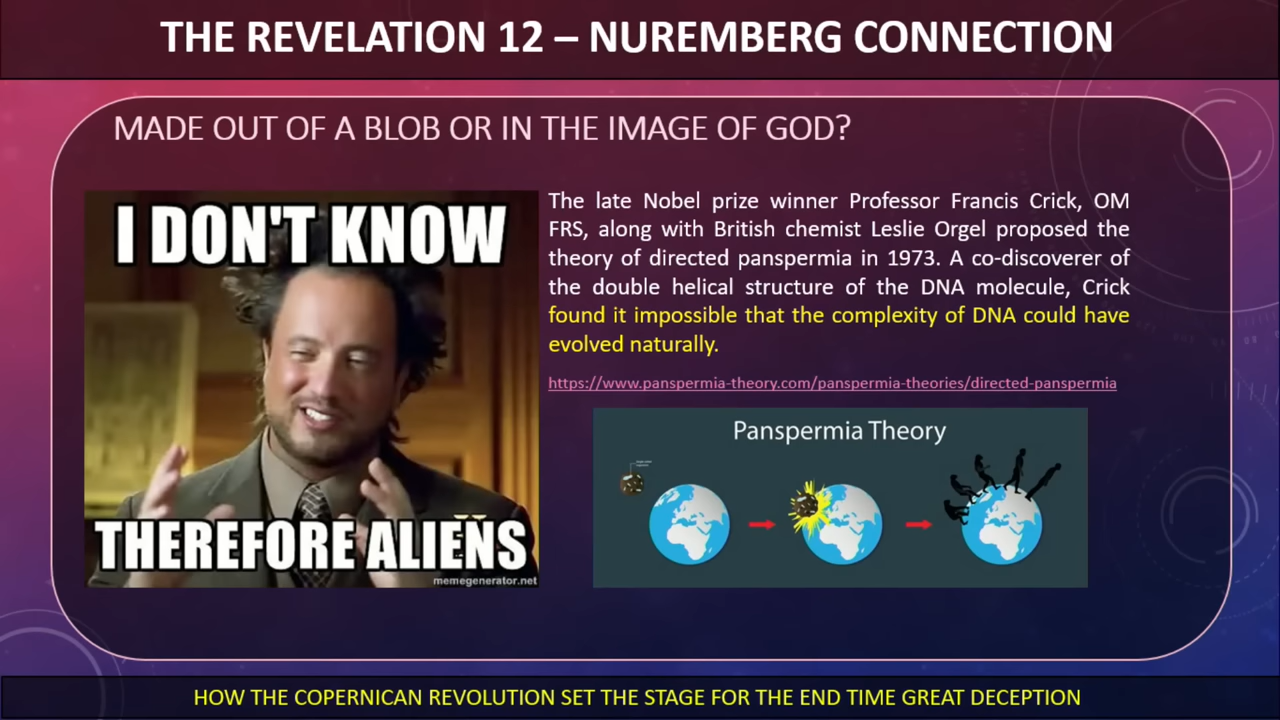 THE REVELATION 12 – NUREMBERG CONNECTION
MADE OUT OF A BLOB OR IN THE IMAGE OF GOD?
I DON'T KNOW
THEREFORE ALIENS
memegenerator.net
The late Nobel prize winner Professor Francis Crick, OM
FRS, along with British chemist Leslie Orgel proposed the
theory of directed panspermia in 1973. A co-discoverer of
the double helical structure of the DNA molecule, Crick
found it impossible that the complexity of DNA could have
evolved naturally.
https://www.panspermia-theory.com/panspermia-theories/directed-panspermia
Panspermia Theory
HOW THE COPERNICAN REVOLUTION SET THE STAGE FOR THE END TIME GREAT DECEPTION